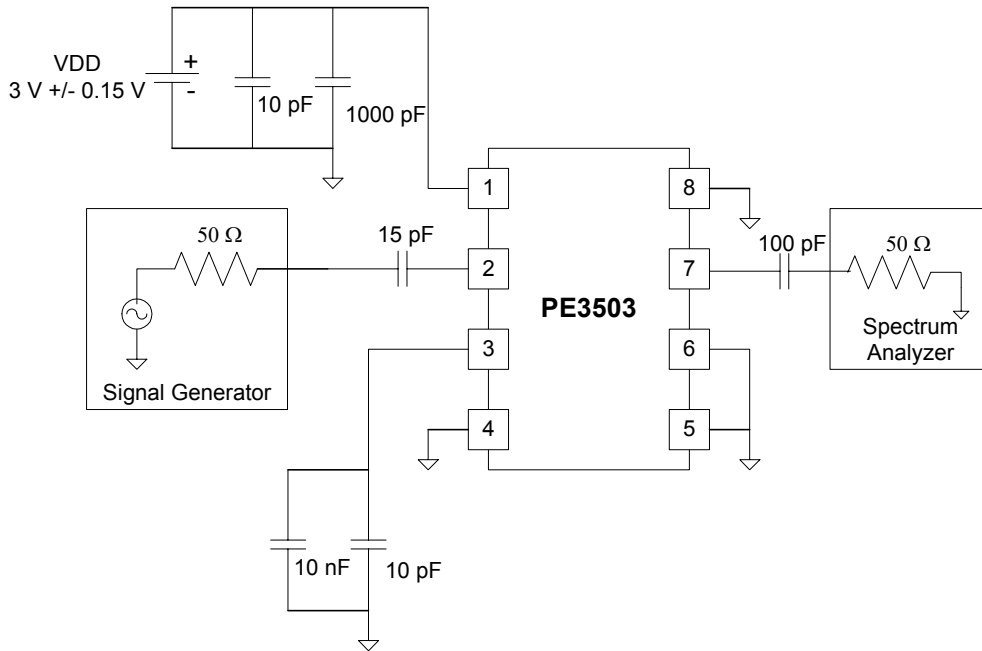 VDD
3 V +/- 0.15 V
+
-
10 pF
1000 pF
1
8
50 Ω
15 pF
2
7
100 pF
50 Ω
PE3503
Spectrum
Analyzer
3
6
Signal Generator
4
5
10 nF
10 pF